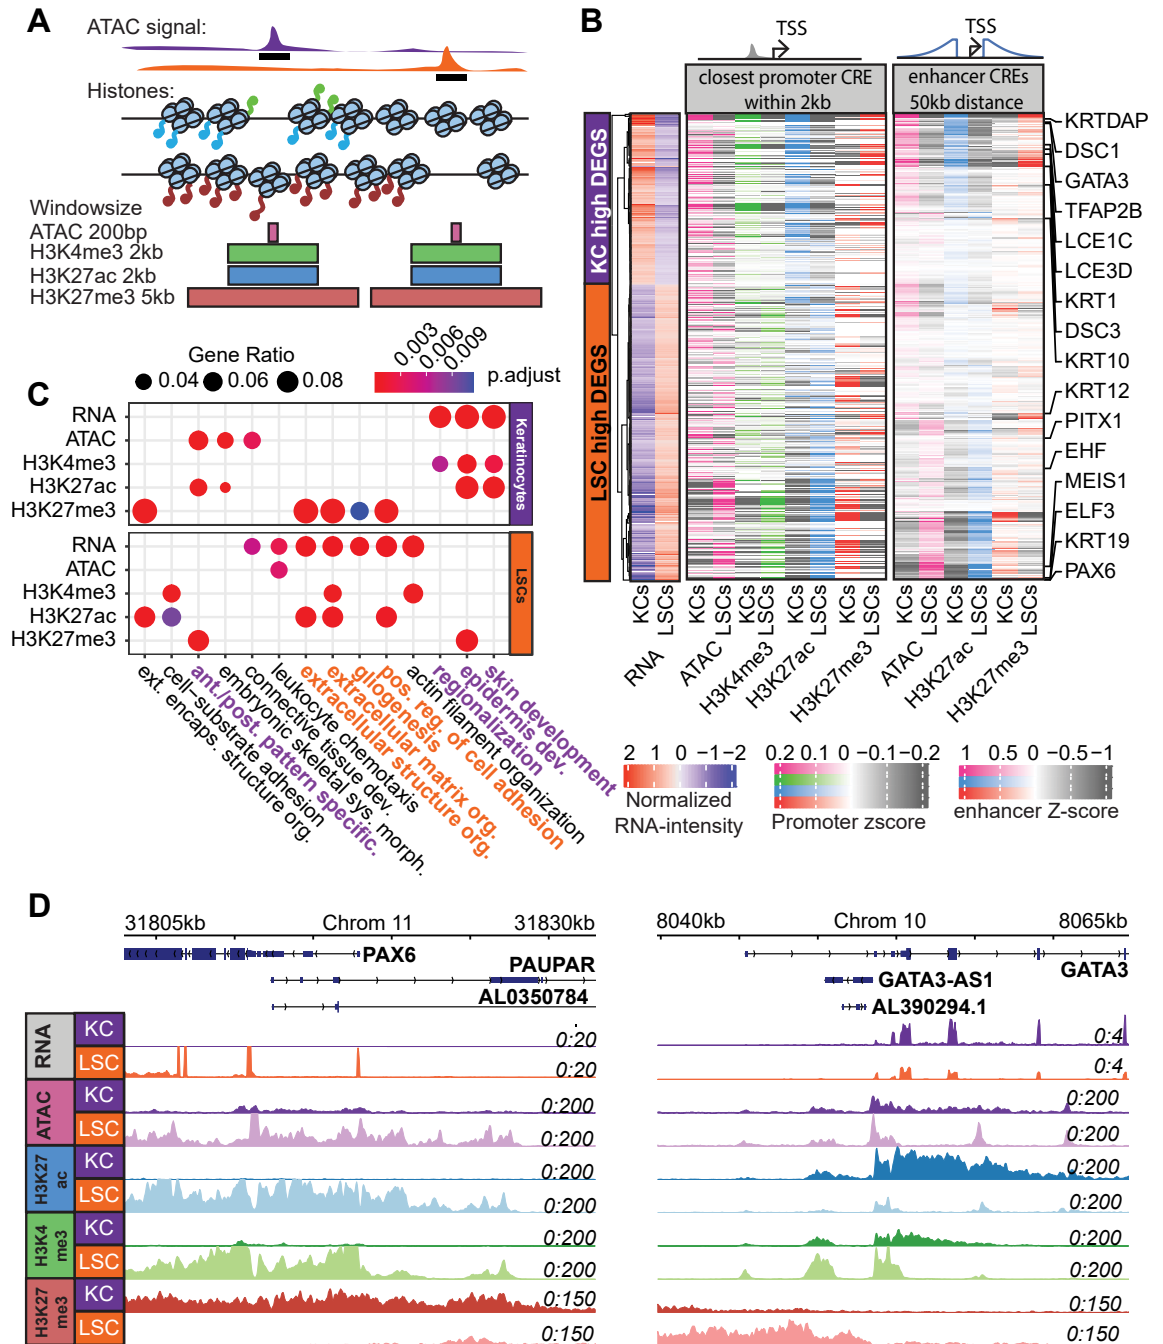 A
ATAC signal:
Histones:
Windowsize
ATAC 200bp
H3K4me3 2kb
H3K27ac 2kb
H3K27me3 5kb
B
TSS
TSS
closest promoter CRE
within 2kb
enhancer CREs
50kb distance
KC high DEGS
LSC high DEGS
KRTDAP
DSC1
GATA3
TFAP2B
LCE1C
LCE3D
KRT1
DSC3
KRT10
KRT12
PITX1
EHF
MEIS1
ELF3
KRT19
PAX6
KCs LSCs KCs LSCs KCs LSCs KCs LSCs KCs LSCs KCs LSCs KCs LSCs KCs LSCs
RNA ATAC H3K4me3 H3K27ac H3K27me3 ATAC H3K27ac H3K27me3
2 1 0 -1 -2
Normalized
RNA-intensity
0.2 0.1 0 -0.1 -0.2
Promoter zscore
1 0.5 0 -0.5 -1
enhancer Z-score
C
Gene Ratio
0.04 0.06 0.08
0.003 0.006 0.009
p.adjust
RNA
ATAC
H3K4me3
H3K27ac
H3K27me3
Keratinocytes
RNA
ATAC
H3K4me3
H3K27ac
H3K27me3
LSCs
ext. encaps. structure org.
cell-substrate adhesion
ant./post. pattern specific.
embryonic skeletal sys. morph.
connective tissue dev.
leukocyte chemotaxis
extracellular structure org.
extracellular matrix org.
gliogenesis
pos. reg. of cell adhesion
actin filament organization
regionalization
epidermis dev.
skin development
D
31805kb Chrom 11 31830kb
PAX6
PAUPAR
AL0350784
8040kb Chrom 10 8065kb
GATA3
GATA3-AS1
AL390294.1
RNA
KC 0:20 0:4
LSC 0:20 0:4
ATAC
KC 0:200 0:200
LSC 0:200 0:200
H3K27
ac
KC 0:200 0:200
LSC 0:200 0:200
H3K4
me3
KC 0:200 0:200
LSC 0:200 0:200
H3K27
me3
KC 0:150 0:150
LSC 0:150 0:150